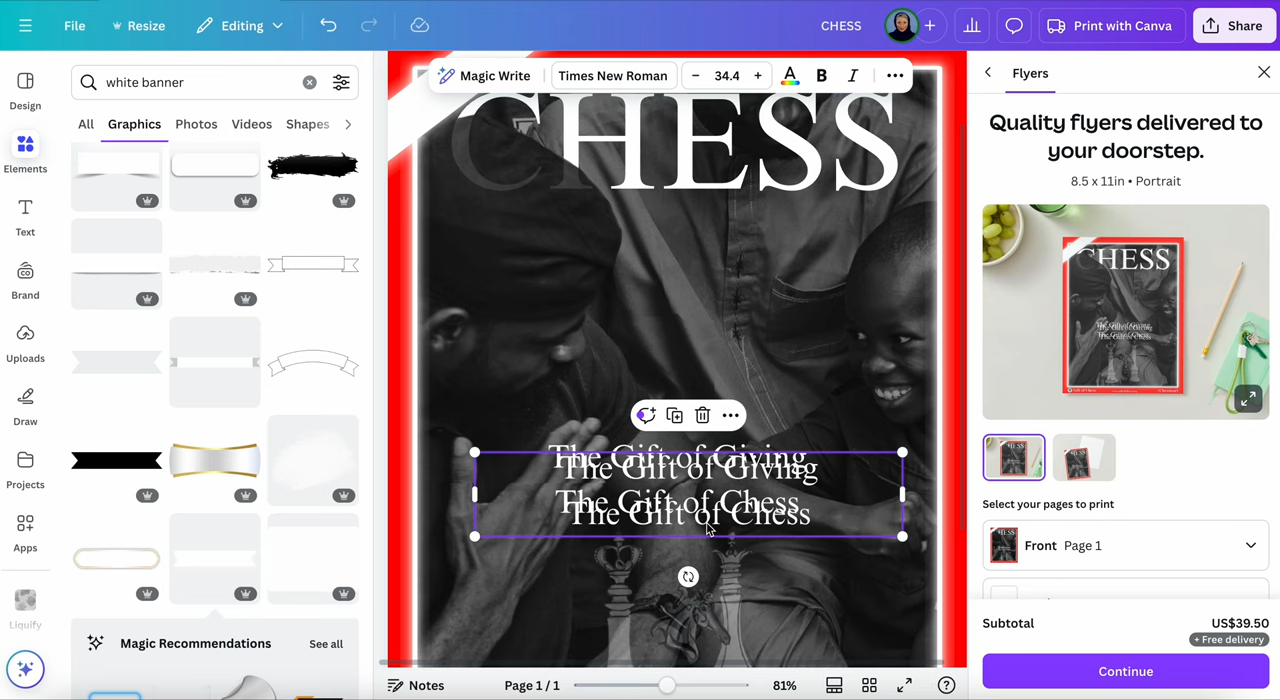 File
Resize
Editing
CHESS
Print with Canva
Share
Design
Elements
Text
Brand
Uploads
Draw
Projects
Apps
Liquify
white banner
All Graphics Photos Videos Shapes
Magic Recommendations See all
Magic Write Times New Roman – 34.4 + A B I
CHESS
The Gift of Giving
The Gift of Giving
The Gift of Chess
The Gift of Chess
Notes Page 1 / 1 81%
Flyers
Quality flyers delivered to
your doorstep.
8.5 x 11in • Portrait
CHESS
Select your pages to print
Front Page 1
Subtotal US$39.50
+ Free delivery
Continue